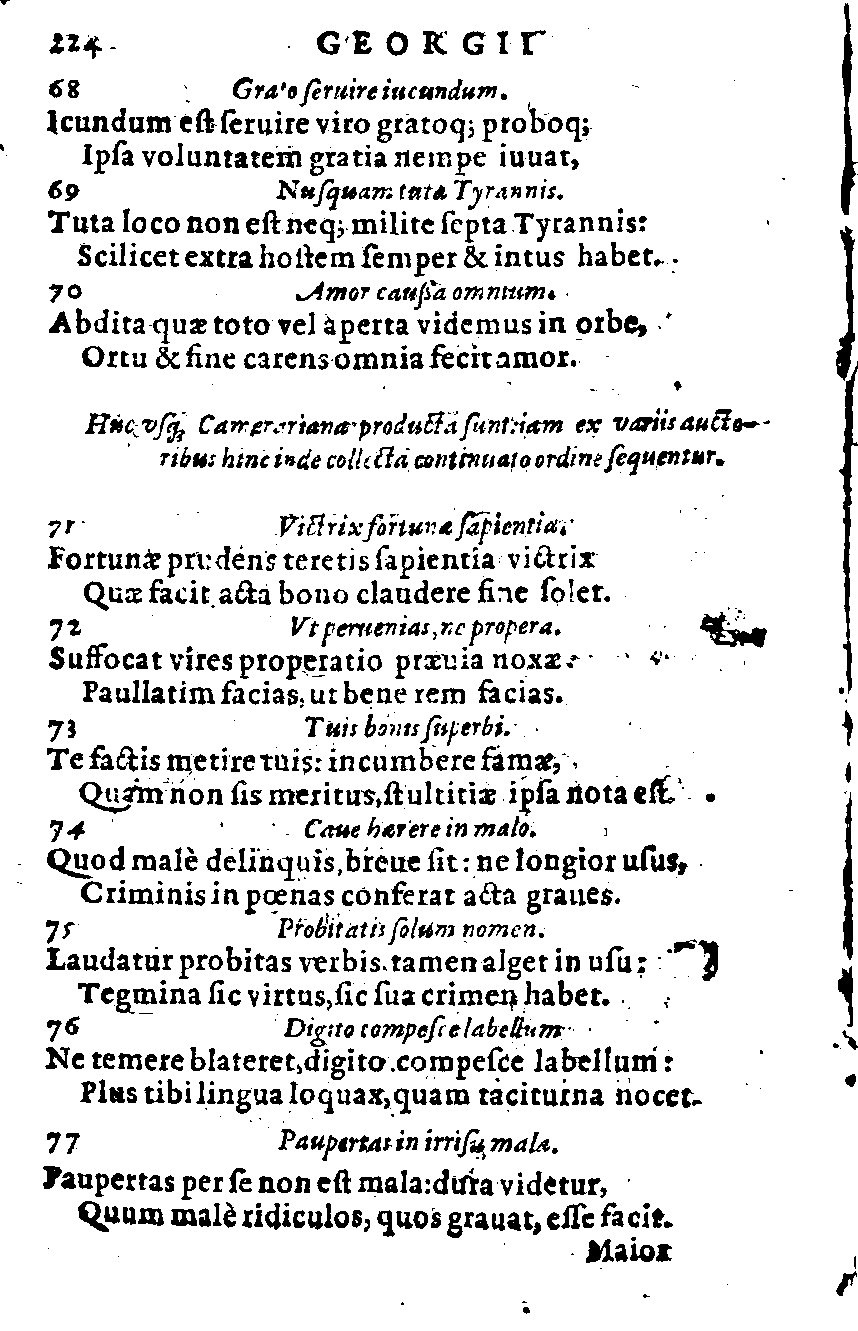 224 GEORGII
68 Grato ſeruire iucundum.
Icundum eſt ſeruire viro gratoq; proboq;
Ipſa voluntatem gratia nempe iuuat,
69 Nuſquam tuta Tyrannis.
Tuta loco non eſt neq; milite ſepta Tyrannis:
Scilicet extra hoſtem ſemper & intus habet.
70 Amor cauſſa omnium.
Abdita quæ toto vel aperta videmus in orbe,
Ortu & fine carens omnia fecit amor.
Huc vſq; Camerarianæ producta ſunt: iam ex variis aucto-
ribus hinc inde collecta continuato ordine ſequentur.
71 Victrix fortunæ ſapientia.
Fortunæ prudens teretis ſapientia victrix
Quæ facit acta bono claudere fine ſolet.
72 Vt peruenias, ne propera.
Suffocat vires properatio præuia noxæ:
Paullatim facias, ut bene rem facias.
73 Tuis bonis ſuperbi.
Te factis metire tuis: incumbere famæ,
Quam non ſis meritus, ſtultitiæ ipſa nota eſt.
74 Caue hærere in malo.
Quod malè delinquis, breue ſit: ne longior uſus,
Criminis in pœnas conferat acta graues.
75 Probitatis ſolum nomen.
Laudatur probitas verbis. tamen alget in uſu:
Tegmina ſic virtus, ſic ſua crimen habet.
76 Digito compeſce labellum
Ne temere blateret, digito compeſce labellum:
Plus tibi lingua loquax, quam taciturna nocet.
77 Paupertas in irriſu mala.
Paupertas per ſe non eſt mala: dura videtur,
Quum malè ridiculos, quos grauat, eſſe facit.
Maior